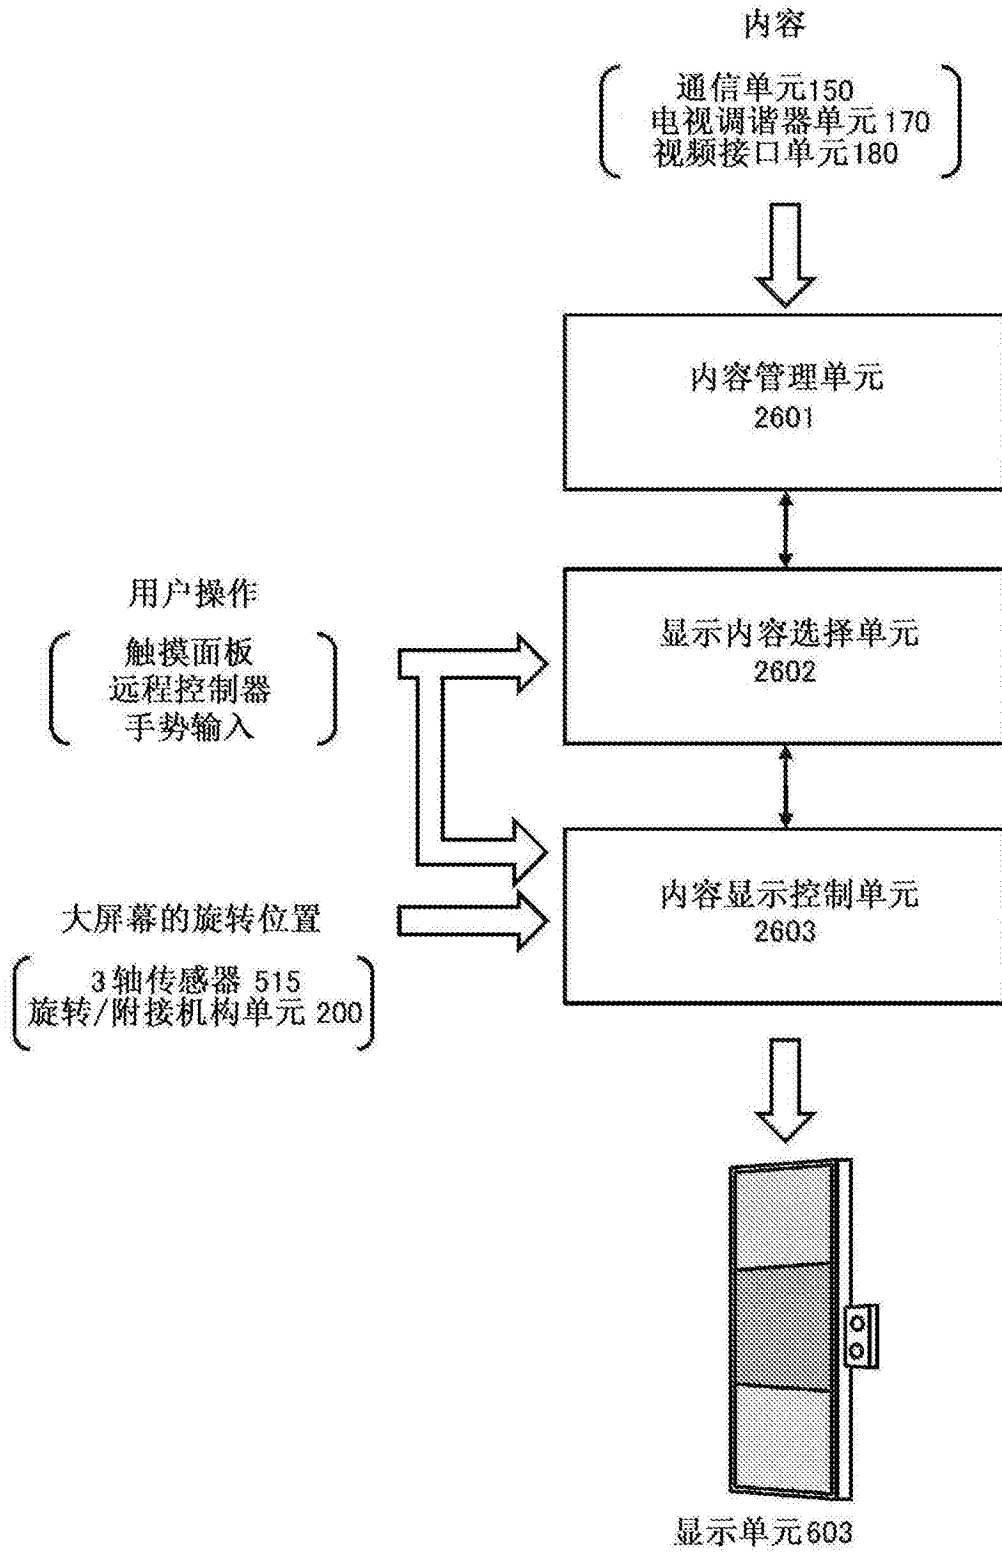 内容
通信单元150
电视调谐器单元170
视频接口单元180
内容管理单元
2601
用户操作
触摸面板
远程控制器
手势输入
显示内容选择单元
2602
大屏幕的旋转位置
3轴传感器 515
旋转/附接机构单元 200
内容显示控制单元
2603
显示单元603